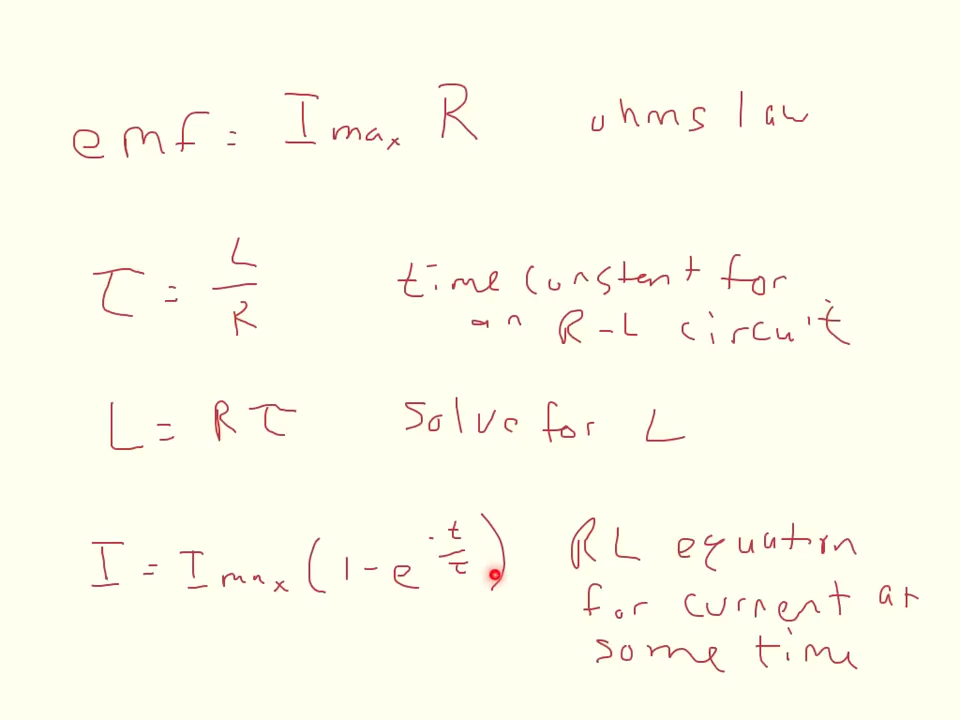 emf = Imax R ohms law
τ = L/R time constant for
an R-L circuit
L = Rτ Solve for L
I = Imax (1 - e^-t/τ) RL equation
for current at
some time